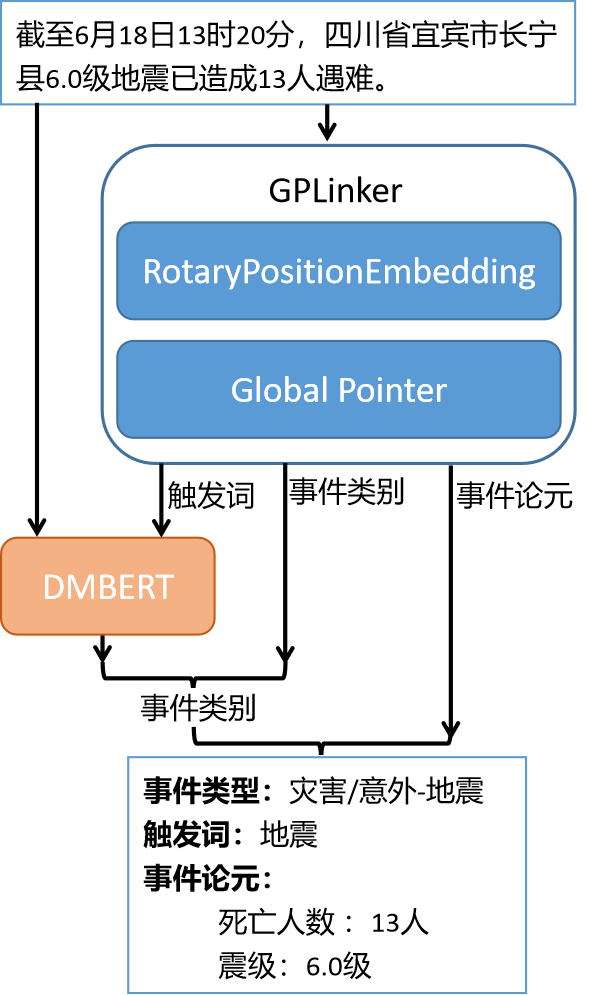 截至6月18日13时20分，四川省宜宾市长宁
县6.0级地震已造成13人遇难。
GPLinker
RotaryPositionEmbedding
Global Pointer
触发词
事件类别
事件论元
DMBERT
事件类别
事件类型：灾害/意外-地震
触发词：地震
事件论元：
死亡人数：13人
震级：6.0级